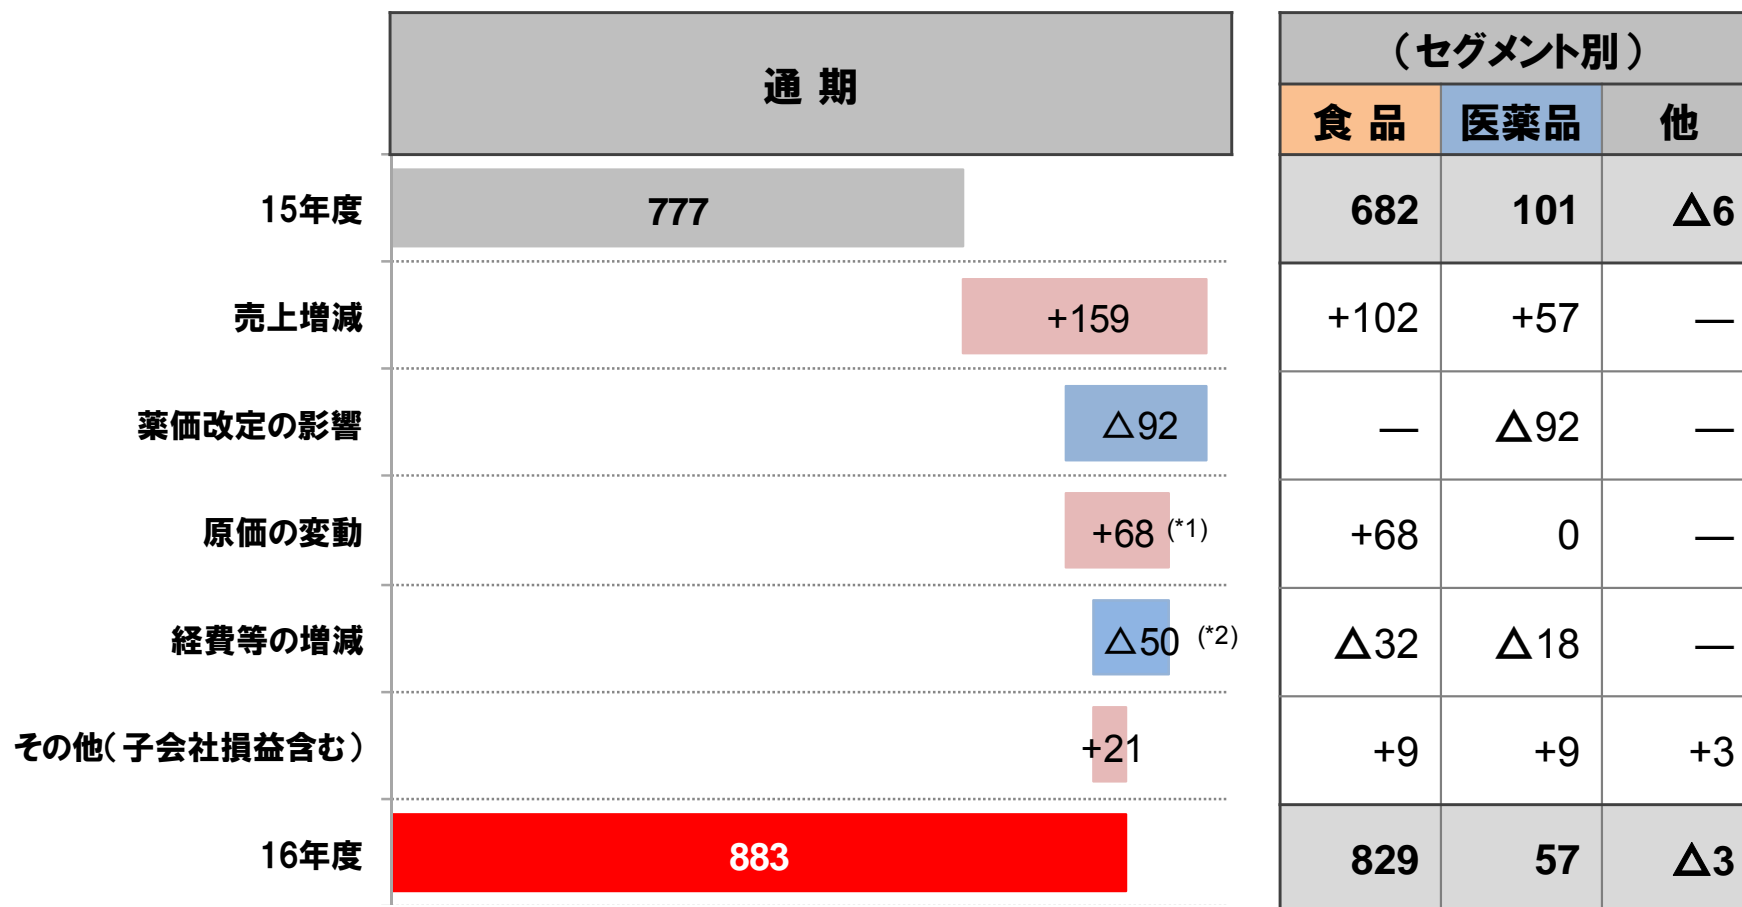 通 期
(セグメント別)
食 品 医薬品 他
15年度 777 682 101 △6
売上増減 +159 +102 +57 —
薬価改定の影響 △92 — △92 —
原価の変動 +68 (*1) +68 0 —
経費等の増減 △50 (*2) △32 △18 —
その他(子会社損益含む) +21 +9 +9 +3
16年度 883 829 57 △3